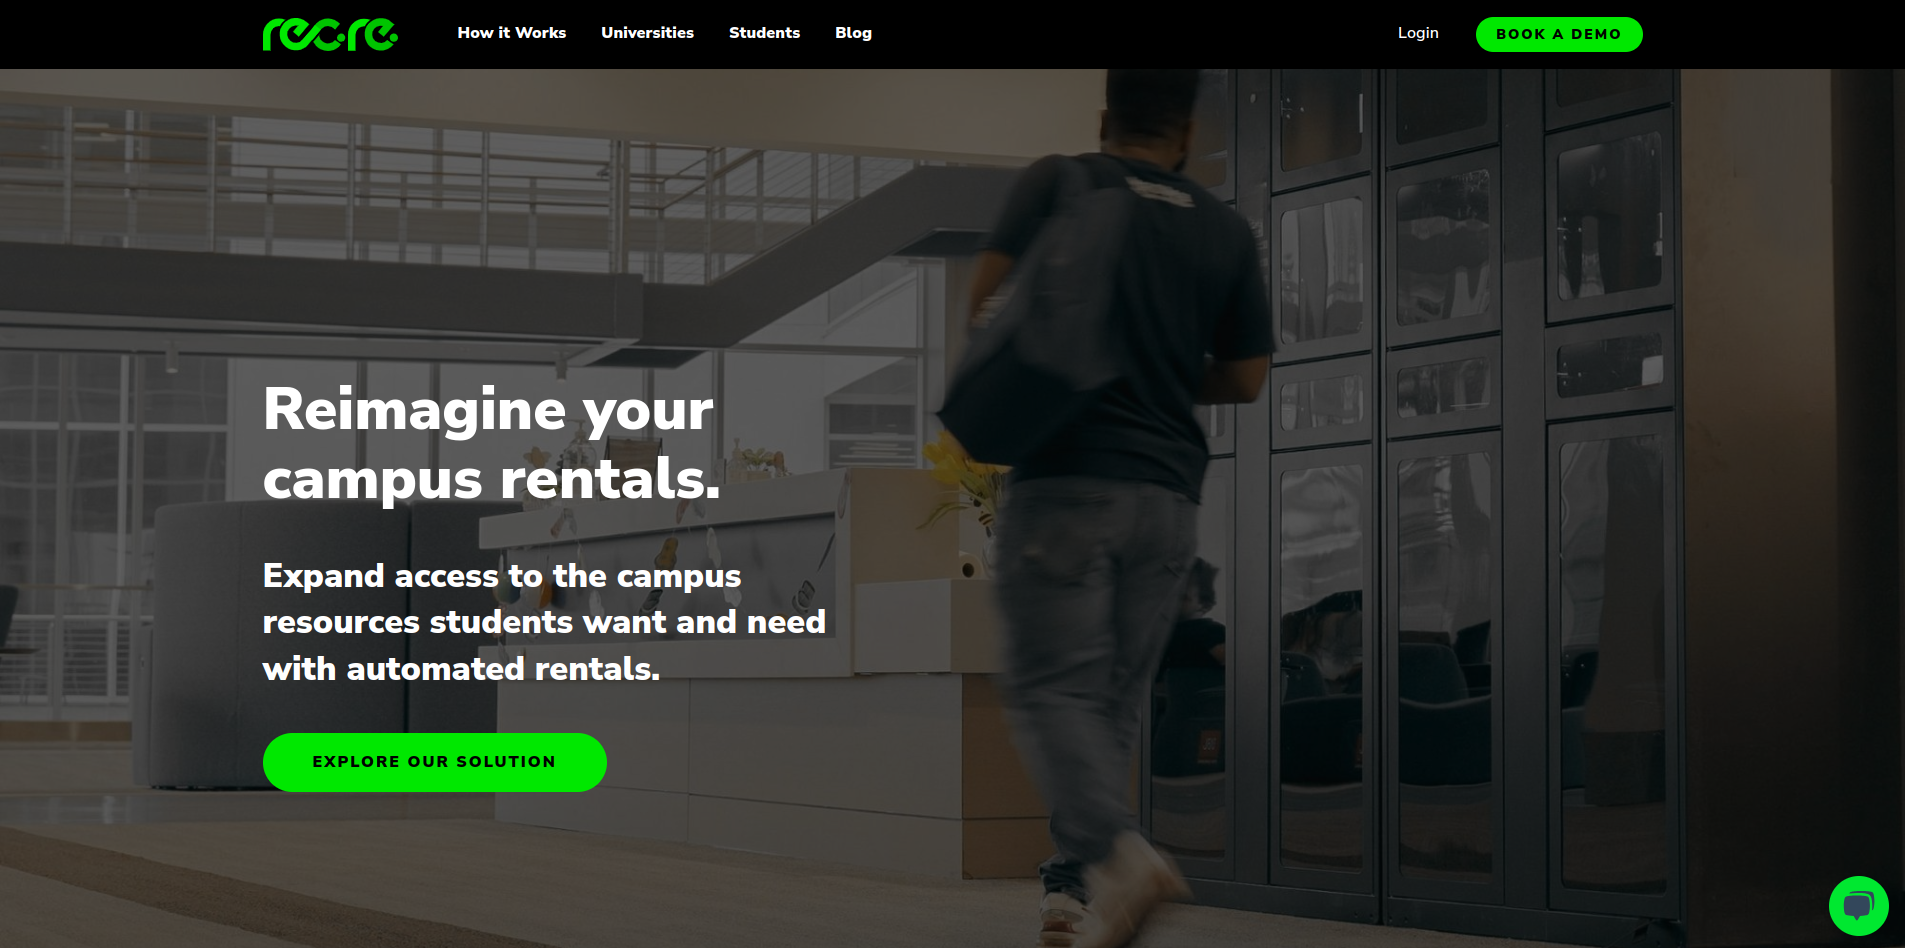 rec·re.
How it Works
Universities
Students
Blog
Login
BOOK A DEMO
Reimagine your
campus rentals.
Expand access to the campus
resources students want and need
with automated rentals.
EXPLORE OUR SOLUTION